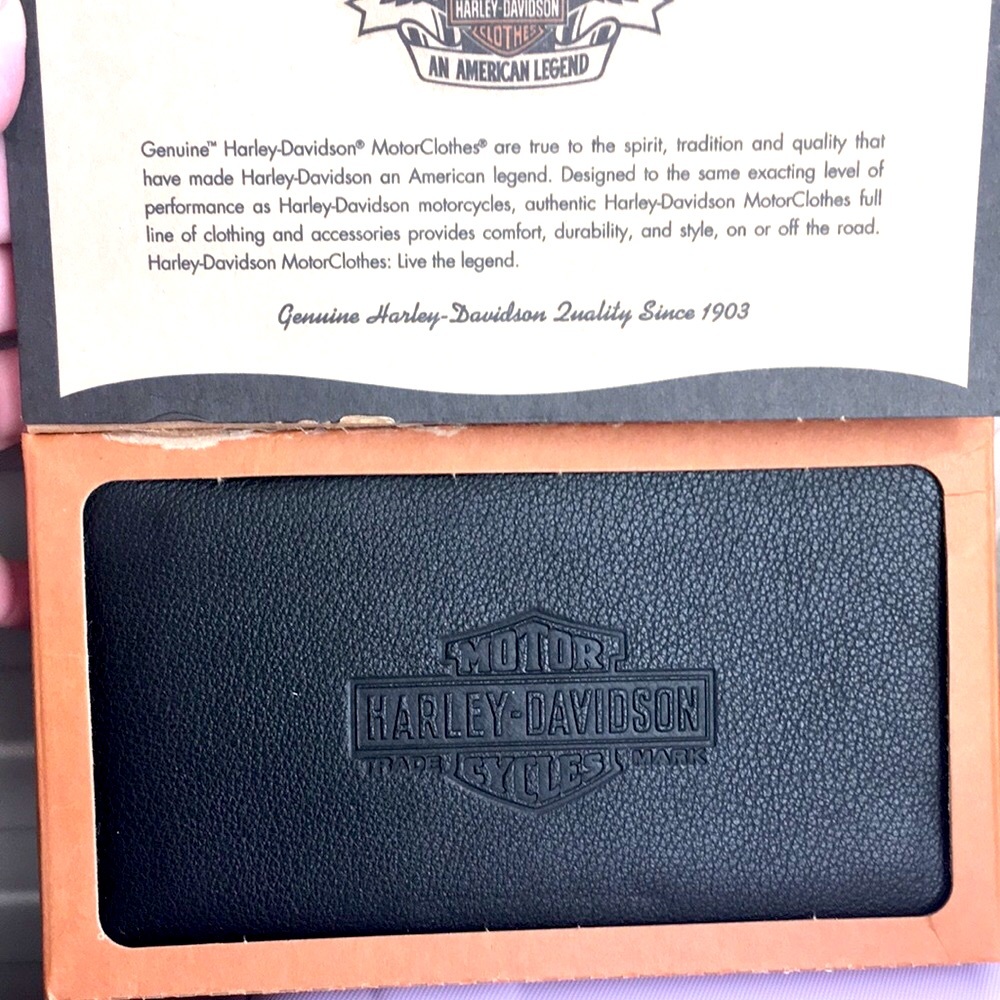 HARLEY-DAVIDSON
CLOTHES
AN AMERICAN LEGEND
Genuine™ Harley-Davidson® MotorClothes® are true to the spirit, tradition and quality that
have made Harley-Davidson an American legend. Designed to the same exacting level of
performance as Harley-Davidson motorcycles, authentic Harley-Davidson MotorClothes full
line of clothing and accessories provides comfort, durability, and style, on or off the road.
Harley-Davidson MotorClothes: Live the legend.
Genuine Harley-Davidson Quality Since 1903
MOTOR
HARLEY-DAVIDSON
TRADE CYCLES MARK